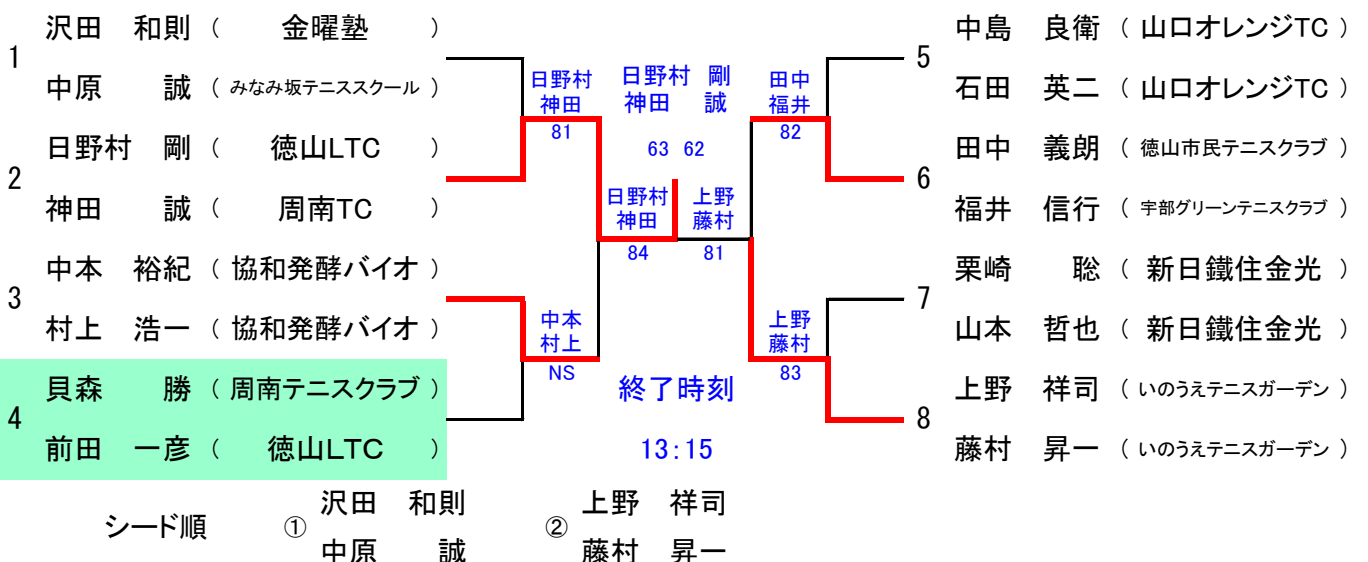 1
沢田 和則 ( 金曜塾 )
中原 誠 ( みなみ坂テニススクール )
2
日野村 剛 ( 徳山LTC )
神田 誠 ( 周南TC )
3
中本 裕紀 ( 協和発酵バイオ )
村上 浩一 ( 協和発酵バイオ )
4
貝森 勝 ( 周南テニスクラブ )
前田 一彦 ( 徳山LTC )
日野村
神田
81
中本
村上
NS
日野村 剛
神田 誠
63 62
日野村
神田
84
上野
藤村
81
終了時刻
13:15
田中
福井
82
上野
藤村
83
5
中島 良衛 ( 山口オレンジTC )
石田 英二 ( 山口オレンジTC )
6
田中 義朗 ( 徳山市民テニスクラブ )
福井 信行 ( 宇部グリーンテニスクラブ )
7
栗崎 聡 ( 新日鐵住金光 )
山本 哲也 ( 新日鐵住金光 )
8
上野 祥司 ( いのうえテニスガーデン )
藤村 昇一 ( いのうえテニスガーデン )
シード順
①
沢田 和則
中原 誠
②
上野 祥司
藤村 昇一